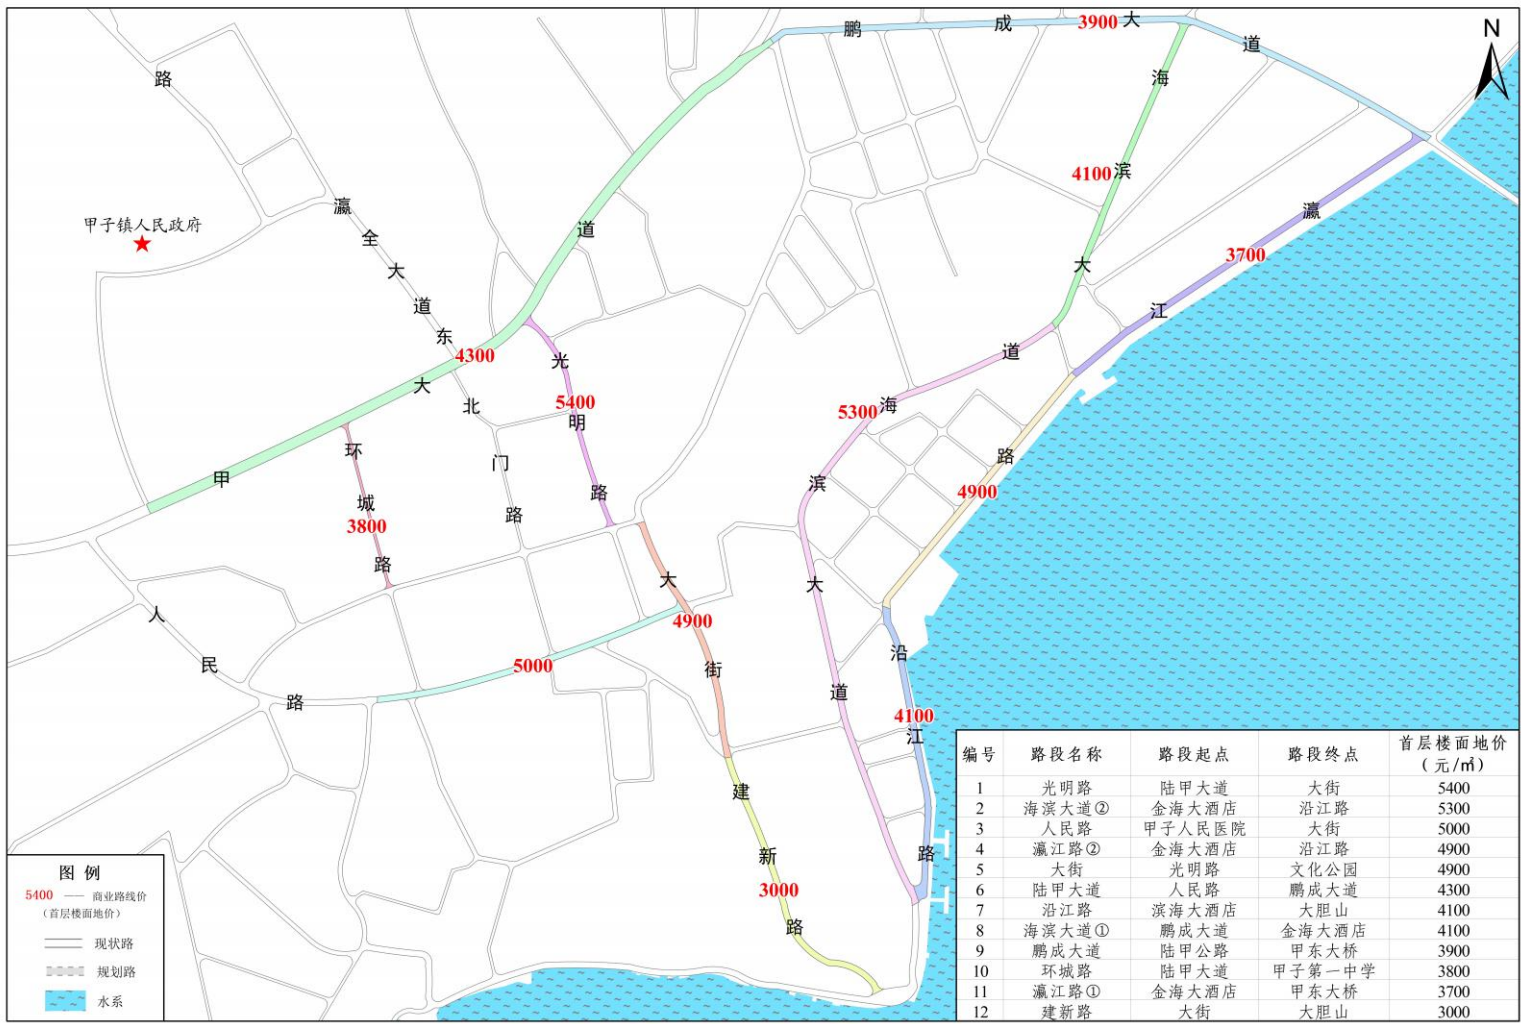 鹏成3900大道
N
路
海
4100滨
甲子镇人民政府
瀛全大道东
道
大
瀛
3700
江
4300
大
北门路
光
5400
明
路
道
5300海
滨
大
道
路
4900
甲
环
城
3800
路
人民路
5000
大
4900
街
沿
4100
江
路
建
新
3000
路
图例
5400 —— 商业路线价
（首层楼面地价）
现状路
规划路
水系
编号 路段名称 路段起点 路段终点 首层楼面地价（元/㎡）
1 光明路 陆甲大道 大街 5400
2 海滨大道② 金海大酒店 沿江路 5300
3 人民路 甲子人民医院 大街 5000
4 瀛江路② 金海大酒店 沿江路 4900
5 大街 光明路 文化公园 4900
6 陆甲大道 人民路 鹏成大道 4300
7 沿江路 滨海大酒店 大胆山 4100
8 海滨大道① 鹏成大道 金海大酒店 4100
9 鹏成大道 陆甲公路 甲东大桥 3900
10 环城路 陆甲大道 甲子第一中学 3800
11 瀛江路① 金海大酒店 甲东大桥 3700
12 建新路 大街 大胆山 3000